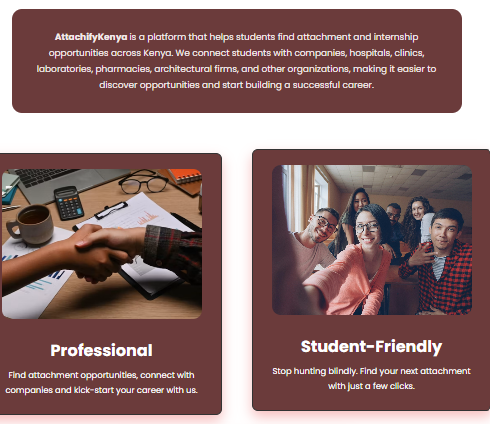 AttachifyKenya is a platform that helps students find attachment and internship
opportunities across Kenya. We connect students with companies, hospitals, clinics,
laboratories, pharmacies, architectural firms, and other organizations, making it easier to
discover opportunities and start building a successful career.
Professional
Find attachment opportunities, connect with
companies and kick-start your career with us.
Student-Friendly
Stop hunting blindly. Find your next attachment
with just a few clicks.